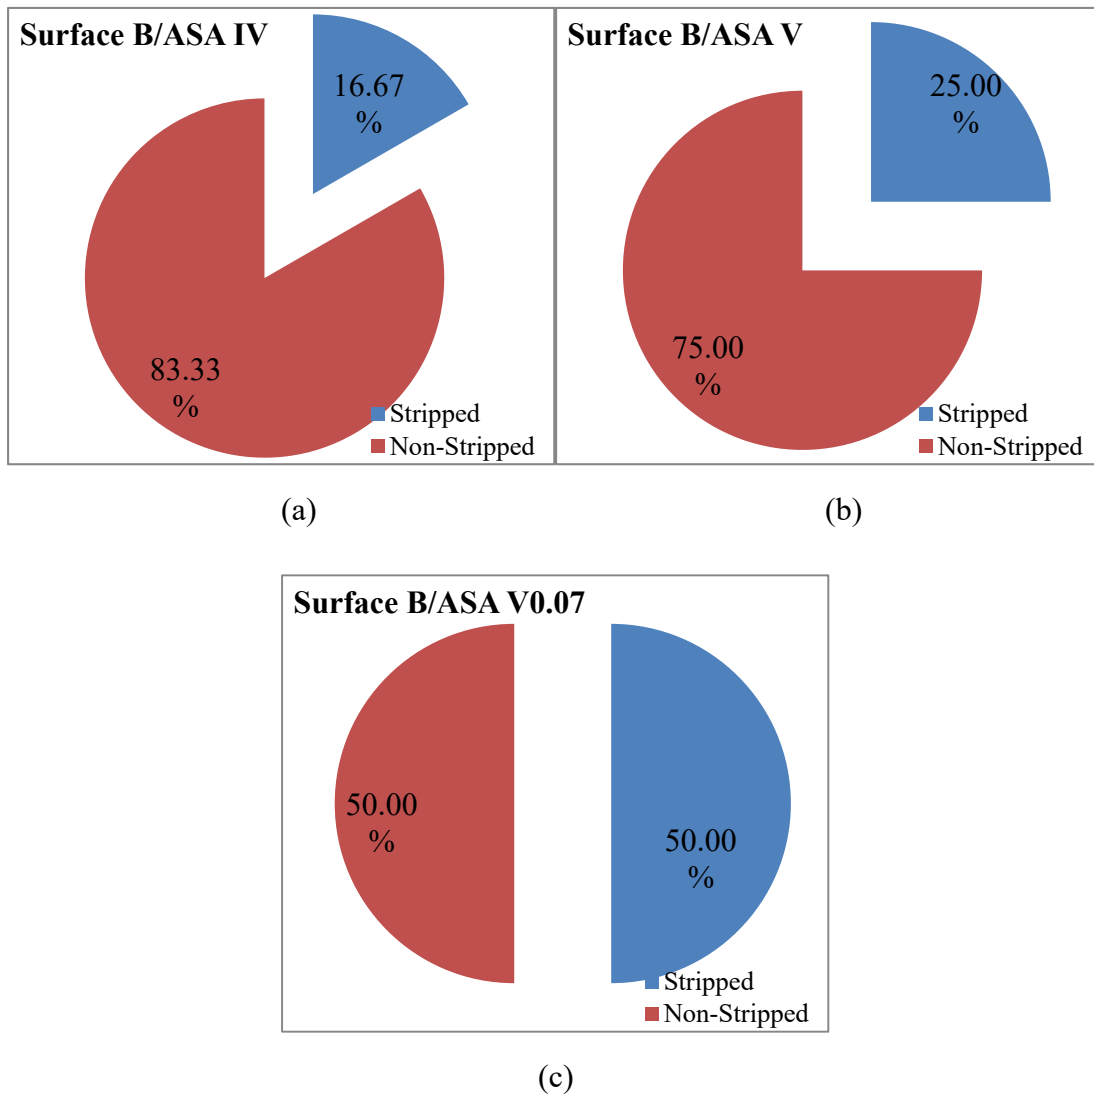 Surface B/ASA IV
16.67
%
83.33
%
Stripped
Non-Stripped
(a)
Surface B/ASA V
25.00
%
75.00
%
Stripped
Non-Stripped
(b)
Surface B/ASA V0.07
50.00
%
50.00
%
Stripped
Non-Stripped
(c)